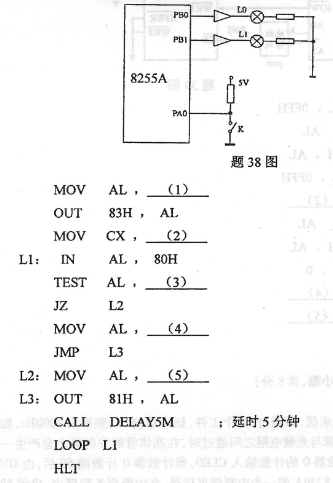 PB0
L0
PB1
L1
8255A
5V
PA0
K
题 38 图
MOV AL , (1)
OUT 83H , AL
MOV CX , (2)
L1: IN AL , 80H
TEST AL , (3)
JZ L2
MOV AL , (4)
JMP L3
L2: MOV AL , (5)
L3: OUT 81H , AL
CALL DELAY5M ; 延时 5 分钟
LOOP L1
HLT